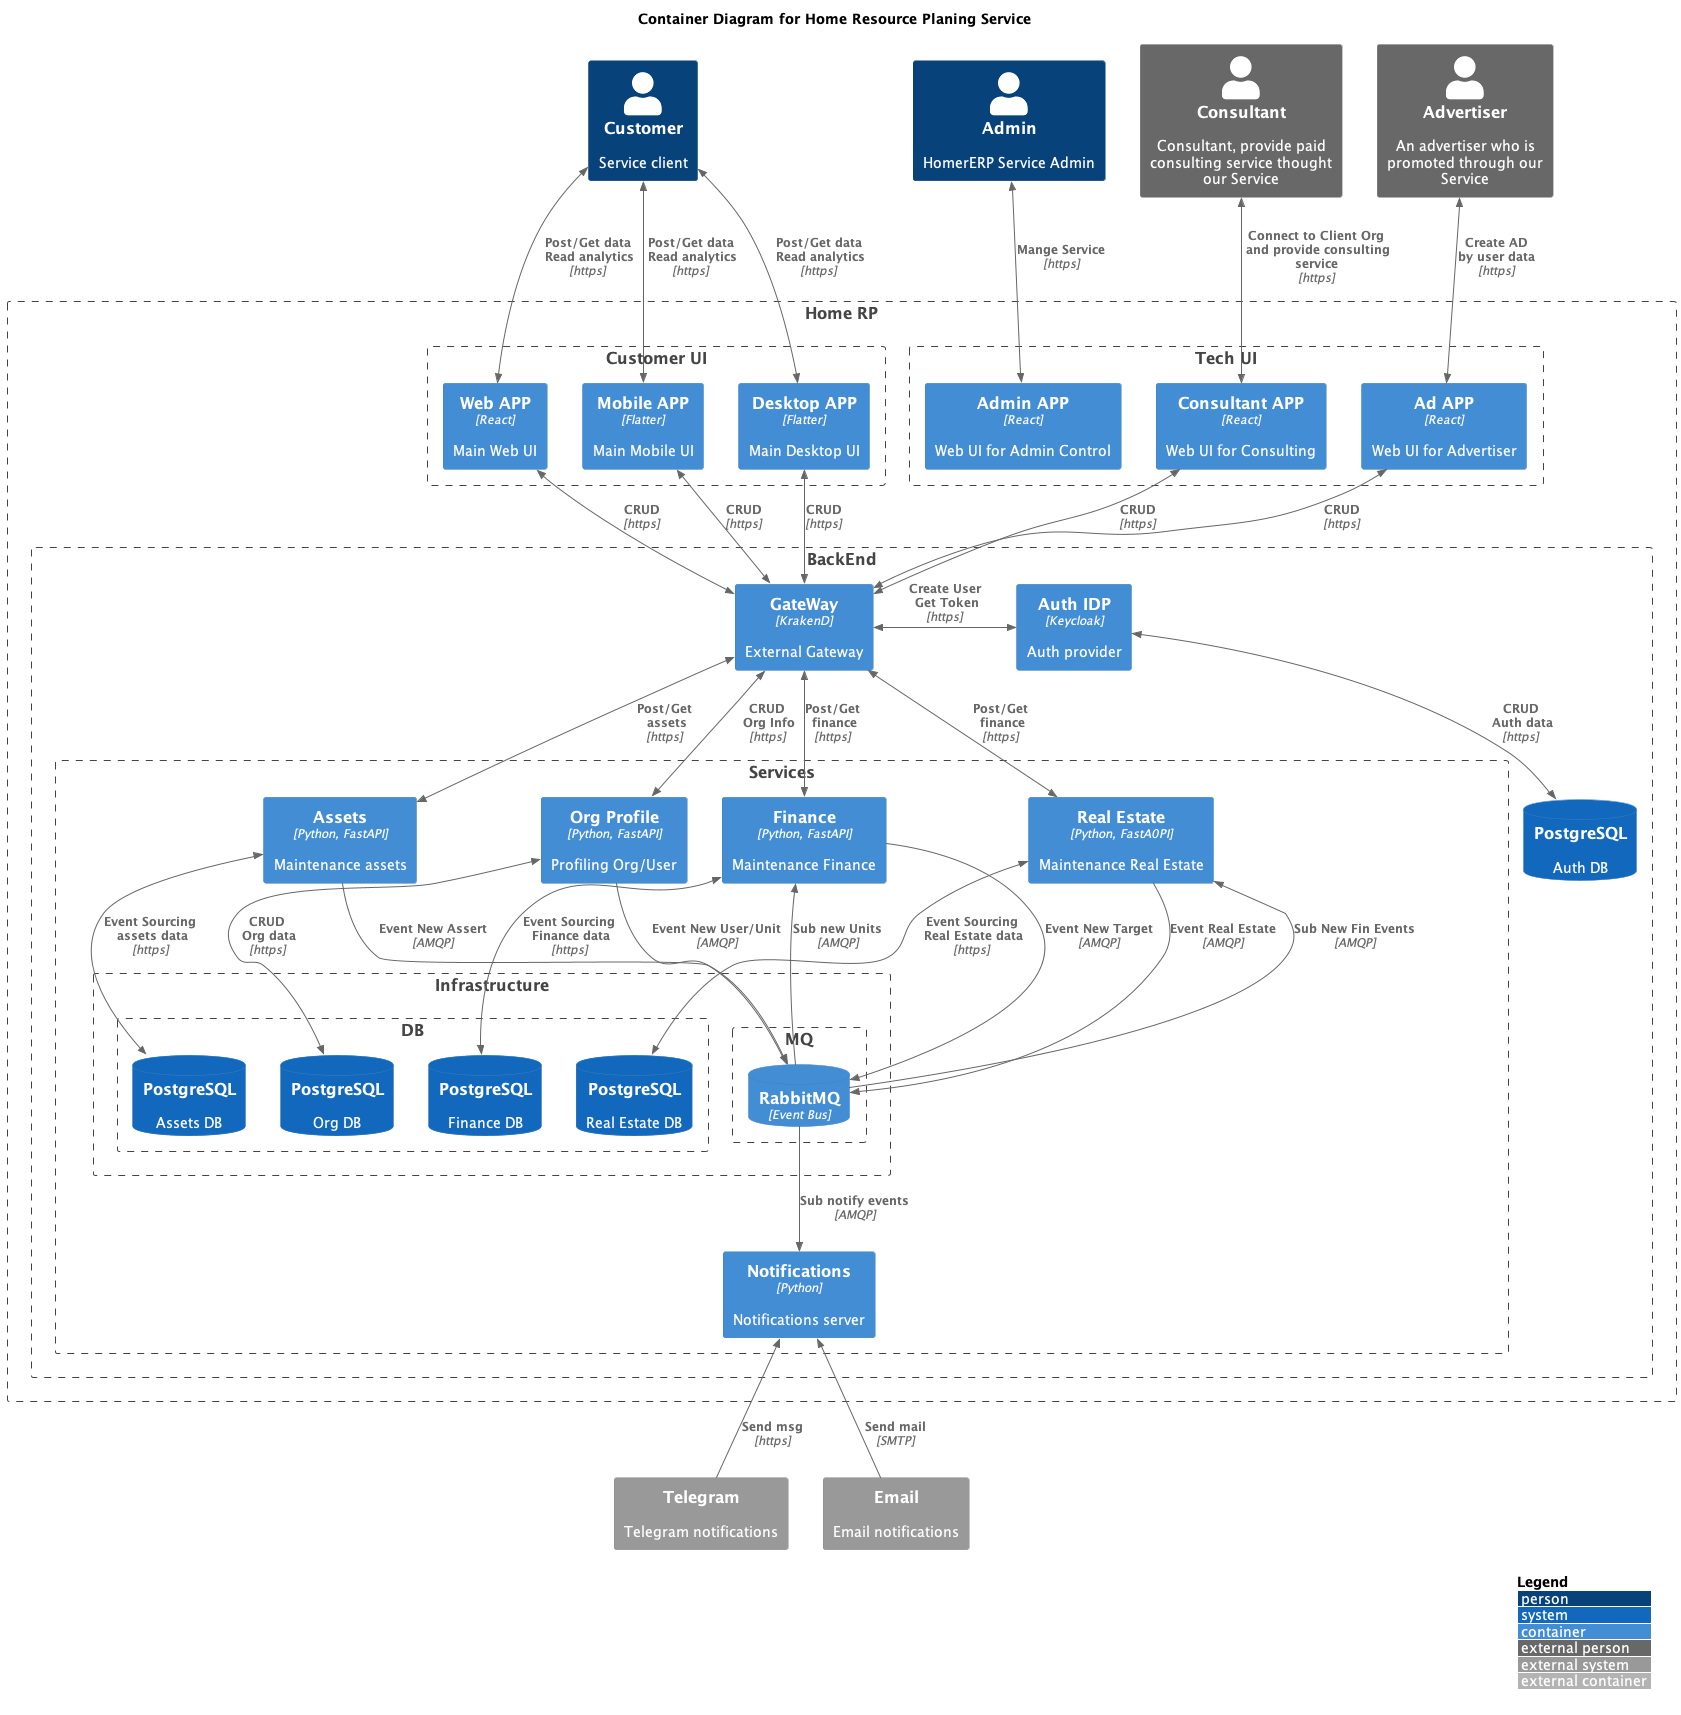 Container Diagram for Home Resource Planing Service
Customer
Service client
Admin
HomerERP Service Admin
Consultant
Consultant, provide paid
consulting service thought
our Service
Advertiser
An advertiser who is
promoted through our
Service
Post/Get data
Read analytics
[https]
Post/Get data
Read analytics
[https]
Post/Get data
Read analytics
[https]
Mange Service
[https]
Connect to Client Org
and provide consulting
service
[https]
Create AD
by user data
[https]
Home RP
Customer UI
Tech UI
Web APP
[React]
Main Web UI
Mobile APP
[Flatter]
Main Mobile UI
Desktop APP
[Flatter]
Main Desktop UI
Admin APP
[React]
Web UI for Admin Control
Consultant APP
[React]
Web UI for Consulting
Ad APP
[React]
Web UI for Advertiser
CRUD
[https]
CRUD
[https]
CRUD
[https]
CRUD
[https]
CRUD
[https]
BackEnd
GateWay
[KrakenD]
External Gateway
Create User
Get Token
[https]
Auth IDP
[Keycloak]
Auth provider
Post/Get
assets
[https]
CRUD
Org Info
[https]
Post/Get
finance
[https]
Post/Get
finance
[https]
CRUD
Auth data
[https]
Services
Assets
[Python, FastAPI]
Maintenance assets
Org Profile
[Python, FastAPI]
Profiling Org/User
Finance
[Python, FastAPI]
Maintenance Finance
Real Estate
[Python, FastA0PI]
Maintenance Real Estate
PostgreSQL
Auth DB
Event Sourcing
assets data
[https]
CRUD
Org data
[https]
Event New Assert
[AMQP]
Event Sourcing
Finance data
[https]
Event New User/Unit
[AMQP]
Sub new Units
[AMQP]
Event Sourcing
Real Estate data
[https]
Event New Target
[AMQP]
Event Real Estate
[AMQP]
Sub New Fin Events
[AMQP]
Infrastructure
DB
MQ
PostgreSQL
Assets DB
PostgreSQL
Org DB
PostgreSQL
Finance DB
PostgreSQL
Real Estate DB
RabbitMQ
[Event Bus]
Sub notify events
[AMQP]
Notifications
[Python]
Notifications server
Send msg
[https]
Send mail
[SMTP]
Telegram
Telegram notifications
Email
Email notifications
Legend
person
system
container
external person
external system
external container